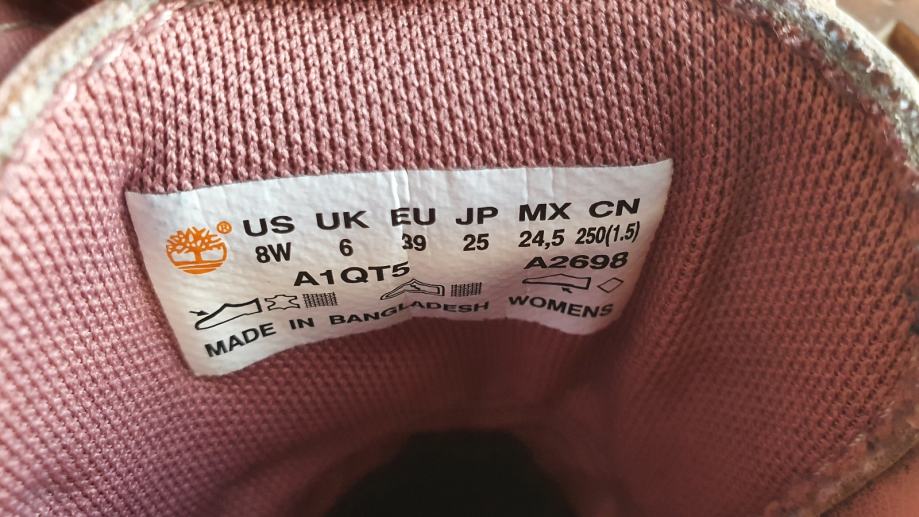 ® US UK EU JP MX CN
8W 6 39 25 24,5 250(1.5)
A1QT5 A2698
MADE IN BANGLADESH WOMENS